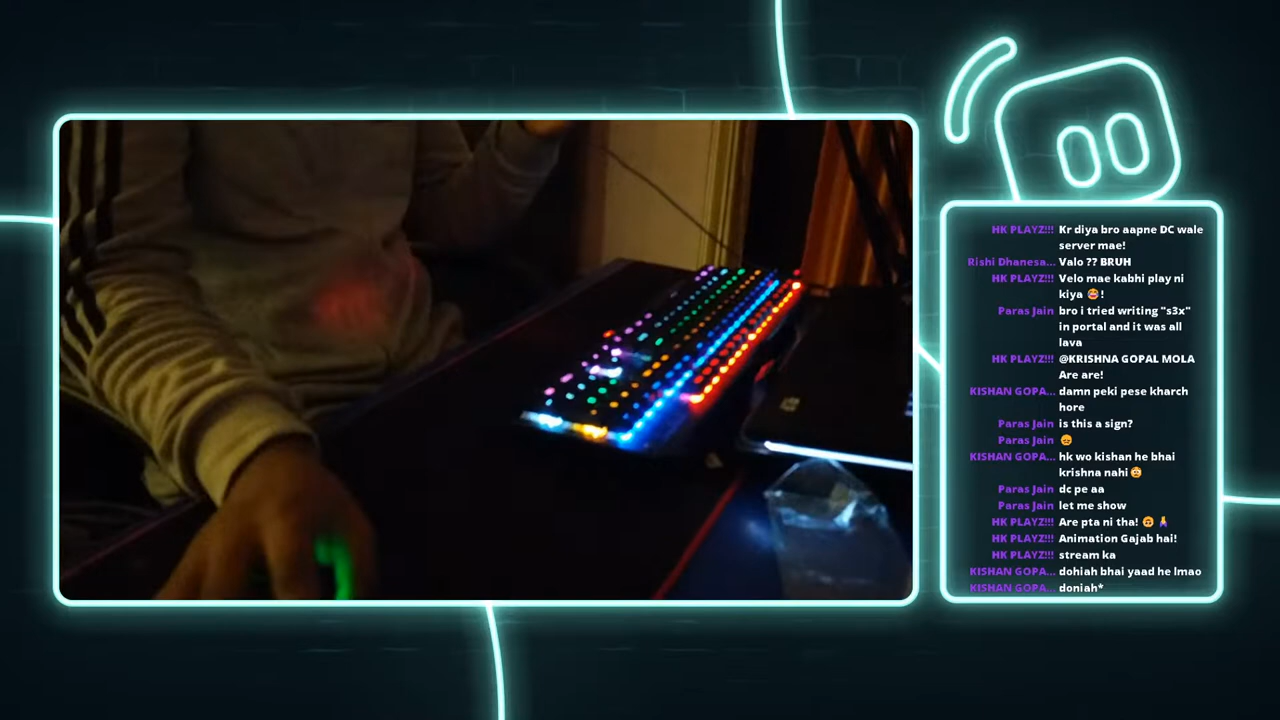 HK PLAYZ!!! Kr diya bro aapne DC wale
server mae!
Rishi Dhanesa... Valo ?? BRUH
HK PLAYZ!!! Velo mae kabhi play ni
kiya 😂 !
Paras Jain bro i tried writing "s3x"
in portal and it was all
lava
HK PLAYZ!!! @KRISHNA GOPAL MOLA
Are are!
KISHAN GOPA... damn peki pese kharch
hore
Paras Jain is this a sign?
Paras Jain
KISHAN GOPA... hk wo kishan he bhai
krishna nahi
Paras Jain dc pe aa
Paras Jain let me show
HK PLAYZ!!! Are pta ni tha!
HK PLAYZ!!! Animation Gajab hai!
HK PLAYZ!!! stream ka
KISHAN GOPA... dohiah bhai yaad he lmao
KISHAN GOPA... doniah*